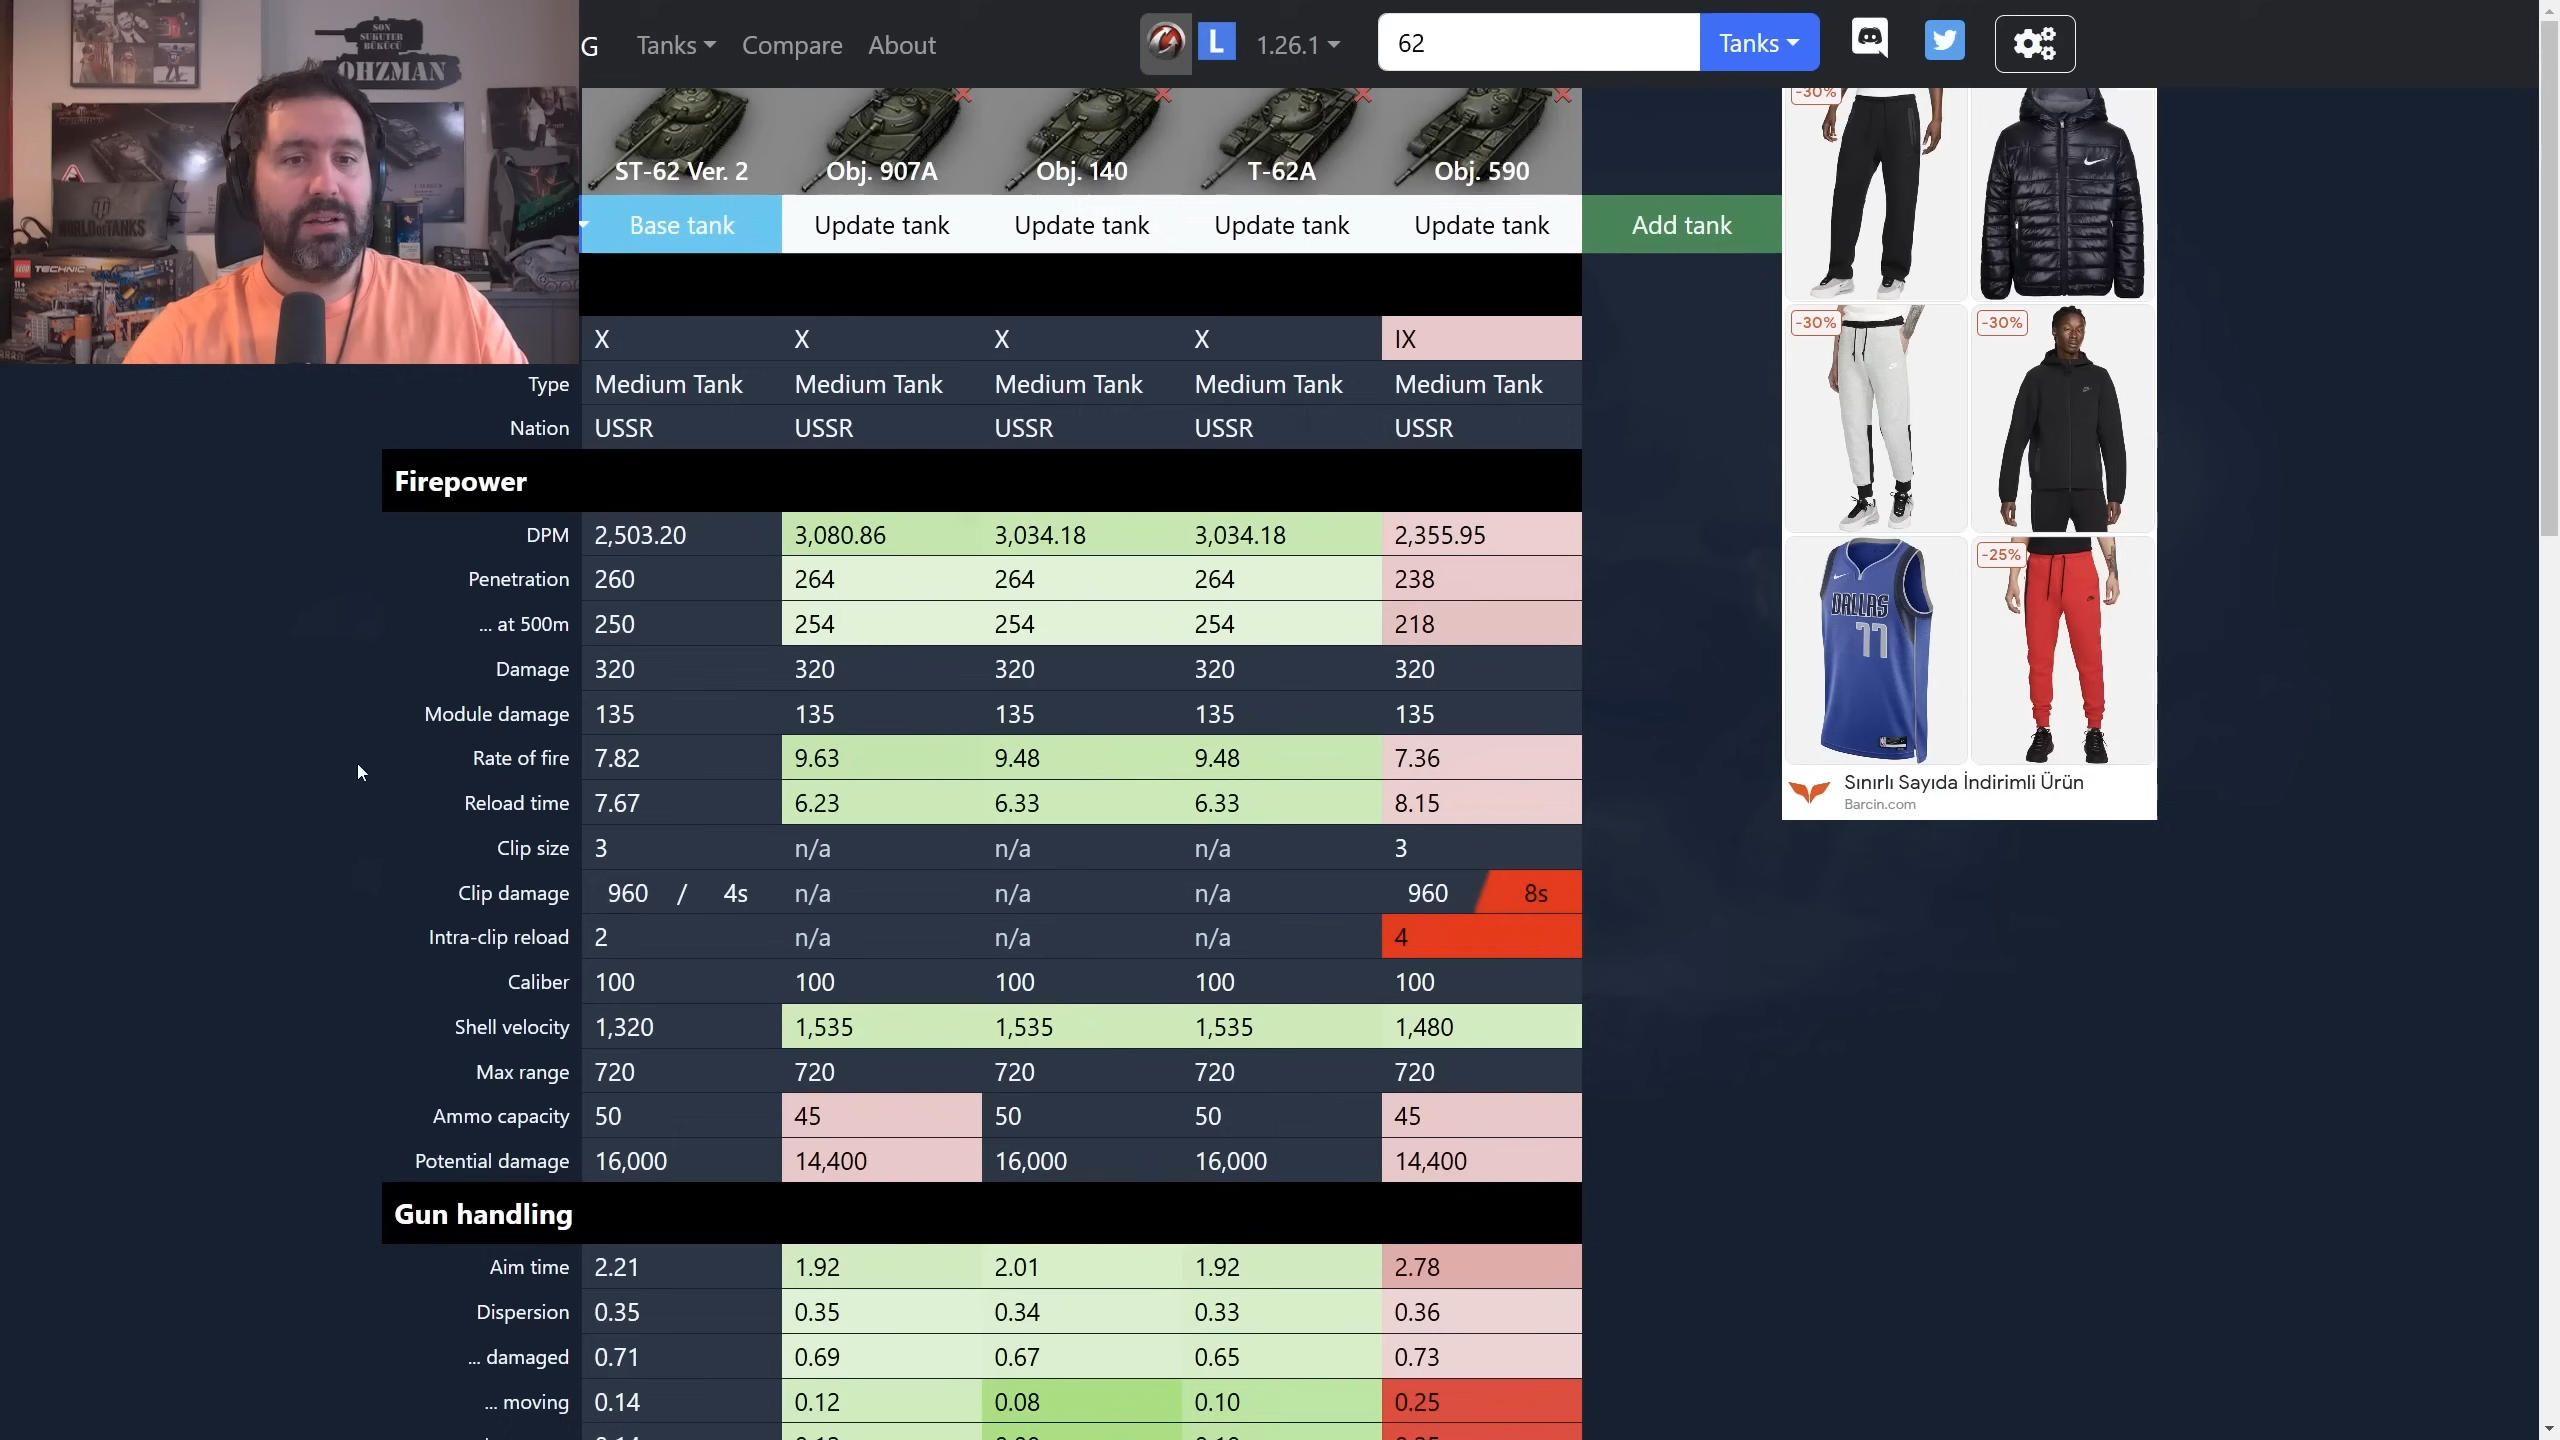 SON
SUKUTER
BÜKÜCÜ
OHZMAN
WORLD OF TANKS
TECHNIC
11+
G Tanks Compare About L 1.26.1 62 Tanks
ST-62 Ver. 2 Obj. 907A Obj. 140 T-62A Obj. 590
Base tank Update tank Update tank Update tank Update tank Add tank
X X X X IX
Type Medium Tank Medium Tank Medium Tank Medium Tank Medium Tank
Nation USSR USSR USSR USSR USSR
Firepower
DPM 2,503.20 3,080.86 3,034.18 3,034.18 2,355.95
Penetration 260 264 264 264 238
... at 500m 250 254 254 254 218
Damage 320 320 320 320 320
Module damage 135 135 135 135 135
Rate of fire 7.82 9.63 9.48 9.48 7.36
Reload time 7.67 6.23 6.33 6.33 8.15
Clip size 3 n/a n/a n/a 3
Clip damage 960 / 4s n/a n/a n/a 960 8s
Intra-clip reload 2 n/a n/a n/a 4
Caliber 100 100 100 100 100
Shell velocity 1,320 1,535 1,535 1,535 1,480
Max range 720 720 720 720 720
Ammo capacity 50 45 50 50 45
Potential damage 16,000 14,400 16,000 16,000 14,400
Gun handling
Aim time 2.21 1.92 2.01 1.92 2.78
Dispersion 0.35 0.35 0.34 0.33 0.36
... damaged 0.71 0.69 0.67 0.65 0.73
... moving 0.14 0.12 0.08 0.10 0.25
-30%
-30% -30%
-25%
DALLAS
77
Sınırlı Sayıda İndirimli Ürün
Barcin.com